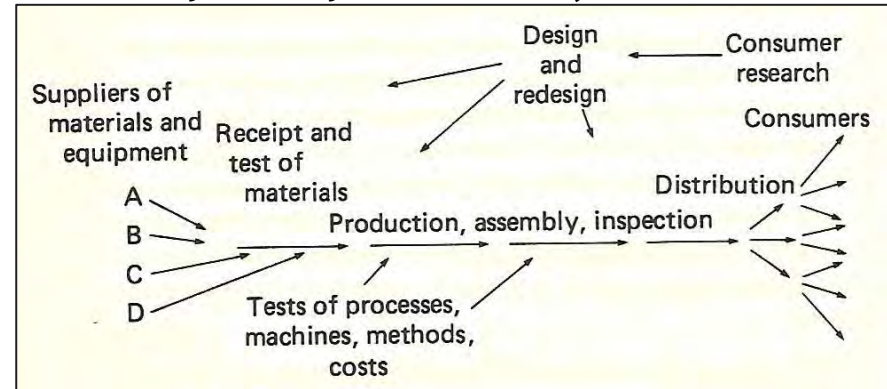 Design
and
redesign
Consumer
research
Suppliers of
materials and
equipment
Receipt and
test of
materials
Consumers
A
B
C
D
Distribution
Production, assembly, inspection
Tests of processes,
machines, methods,
costs